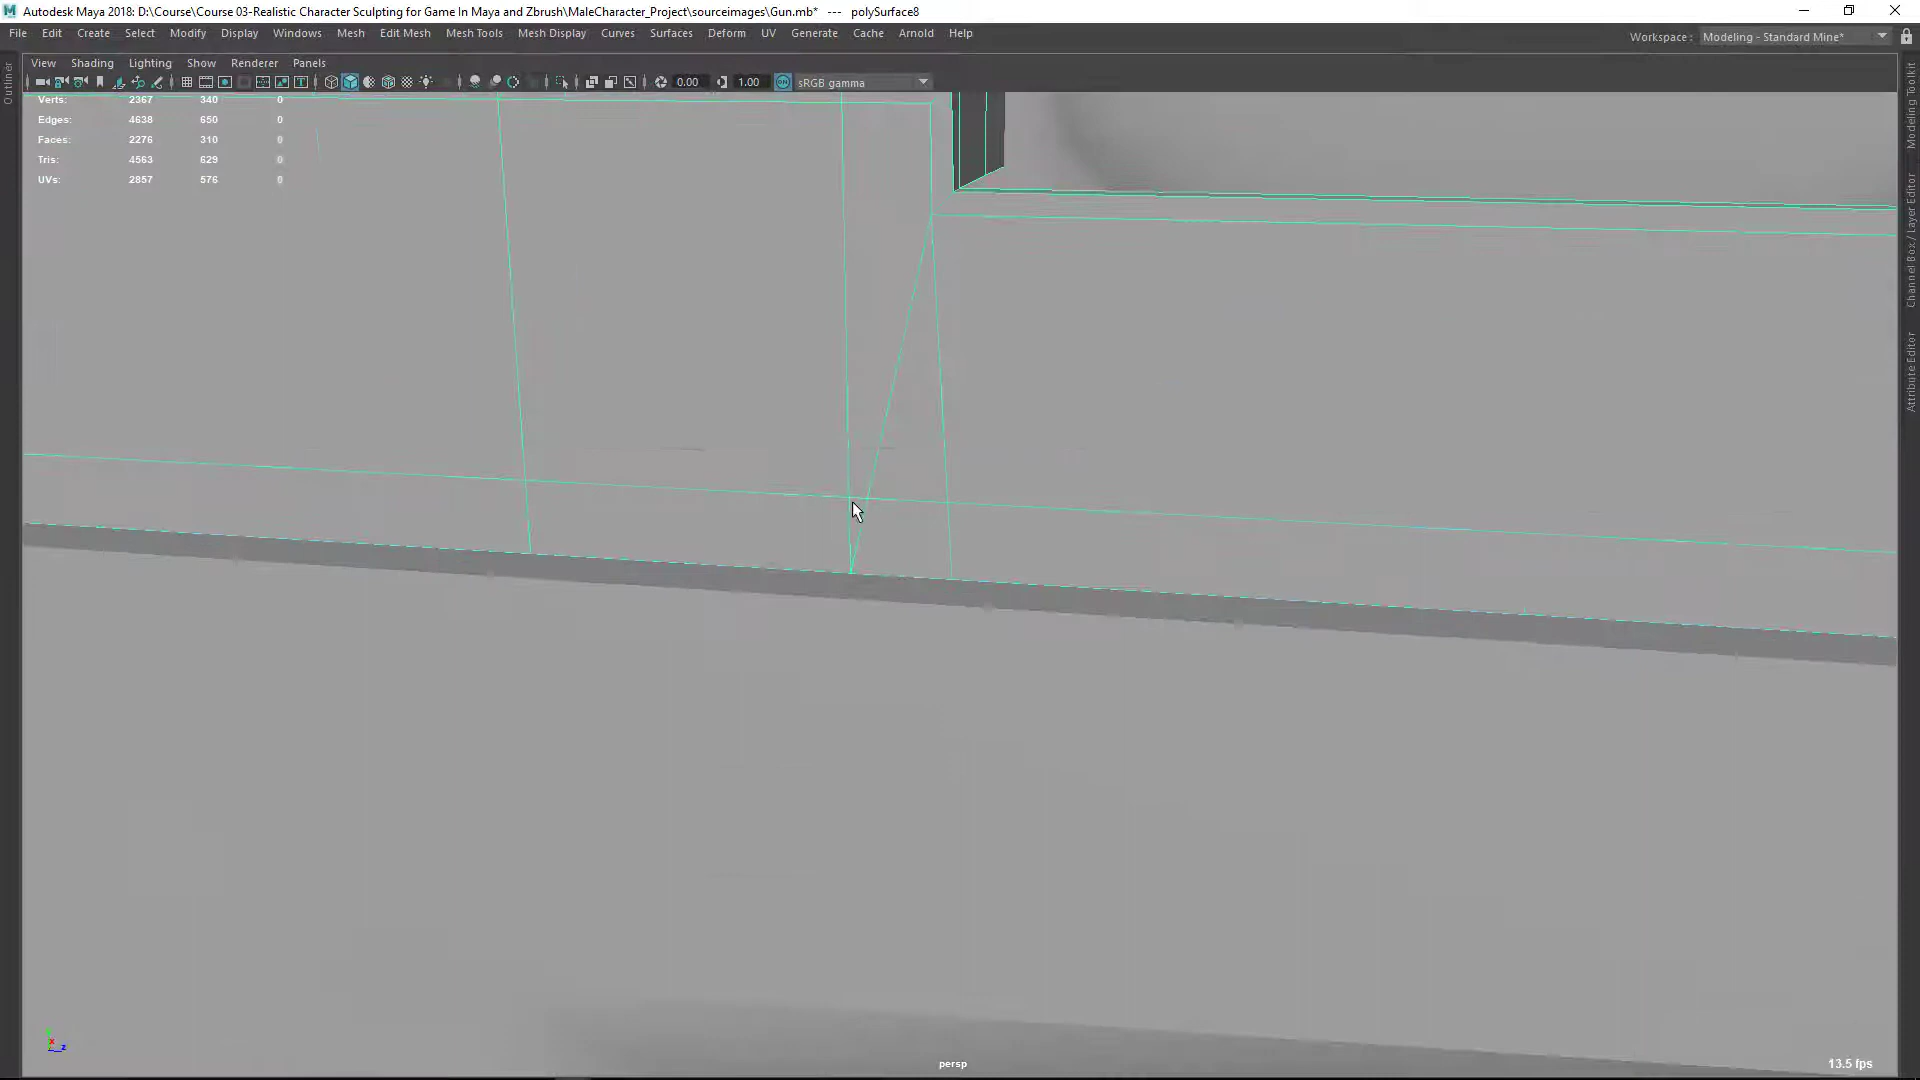 Autodesk Maya 2018: D:\Course\Course 03-Realistic Character Sculpting for Game In Maya and Zbrush\MaleCharacter_Project\sourceimages\Gun.mb* --- polySurface8
File Edit Create Select Modify Display Windows Mesh Edit Mesh Mesh Tools Mesh Display Curves Surfaces Deform UV Generate Cache Arnold Help
Workspace: Modeling - Standard Mine*
View Shading Lighting Show Renderer Panels
0.00 1.00 ON sRGB gamma
Verts: 2367 340 0
Edges: 4638 650 0
Faces: 2276 310 0
Tris: 4563 629 0
UVs: 2857 576 0
Outliner
Modeling Toolkit
Channel Box / Layer Editor
Attribute Editor
x
z
persp
13.5 fps